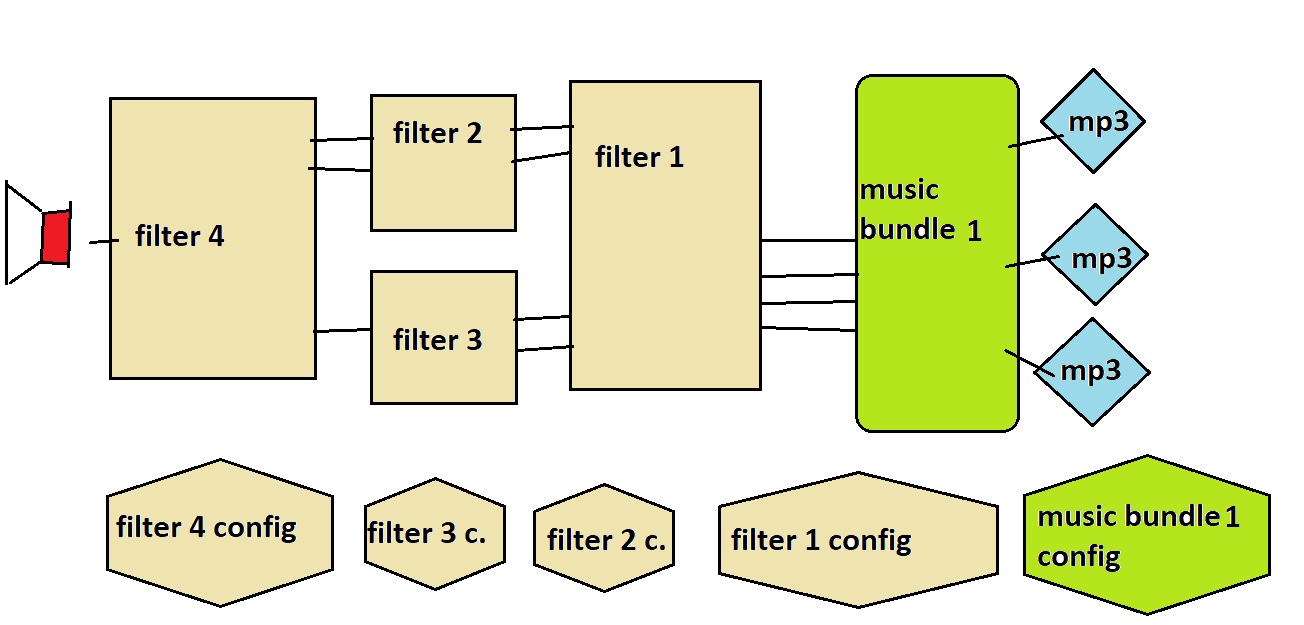 filter 4
filter 2
filter 3
filter 1
music
bundle 1
mp3
mp3
mp3
filter 4 config
filter 3 c.
filter 2 c.
filter 1 config
music bundle 1
config